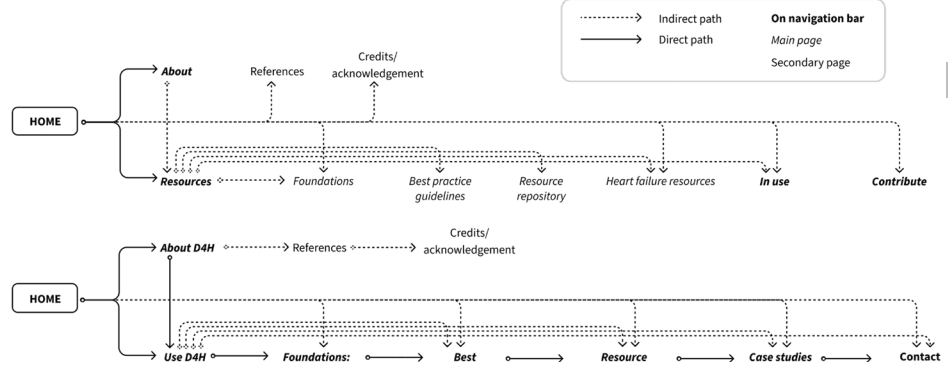 Indirect path
On navigation bar
Direct path
Main page
Secondary page
Credits/
acknowledgement
About
References
HOME
Resources
Foundations
Best practice
guidelines
Resource
repository
Heart failure resources
In use
Contribute
Credits/
acknowledgement
About D4H
References
HOME
Use D4H
Foundations:
Best
Resource
Case studies
Contact